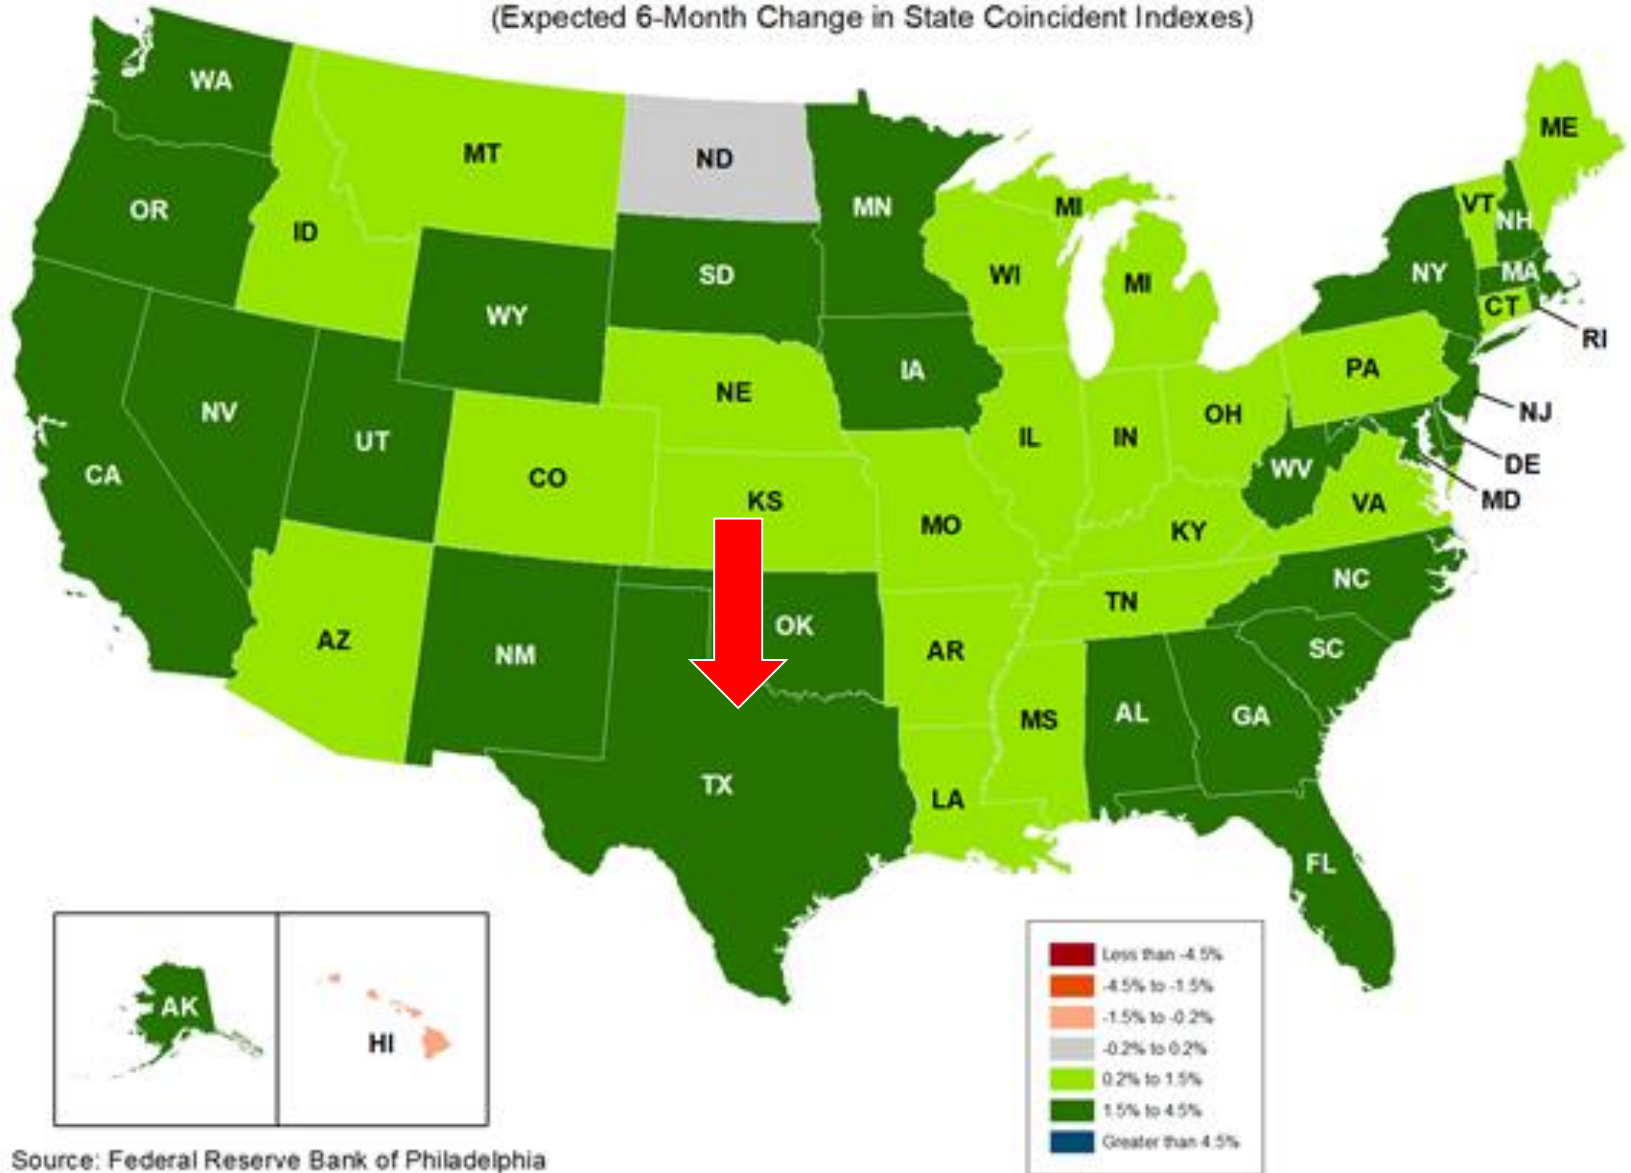 (Expected 6-Month Change in State Coincident Indexes)
WA
MT
ND
MN
ME
OR
ID
SD
WY
WI
MI
MI
VT
NH
NY
MA
CT
RI
IA
NE
PA
NV
UT
CO
KS
IL
IN
OH
NJ
CA
MO
WV
VA
DE
MD
KY
AZ
NM
OK
AR
TN
NC
SC
MS
AL
GA
TX
LA
FL
AK
HI
Less than -4.5%
-4.5% to -1.5%
-1.5% to -0.2%
-0.2% to 0.2%
0.2% to 1.5%
1.5% to 4.5%
Greater than 4.5%
Source: Federal Reserve Bank of Philadelphia